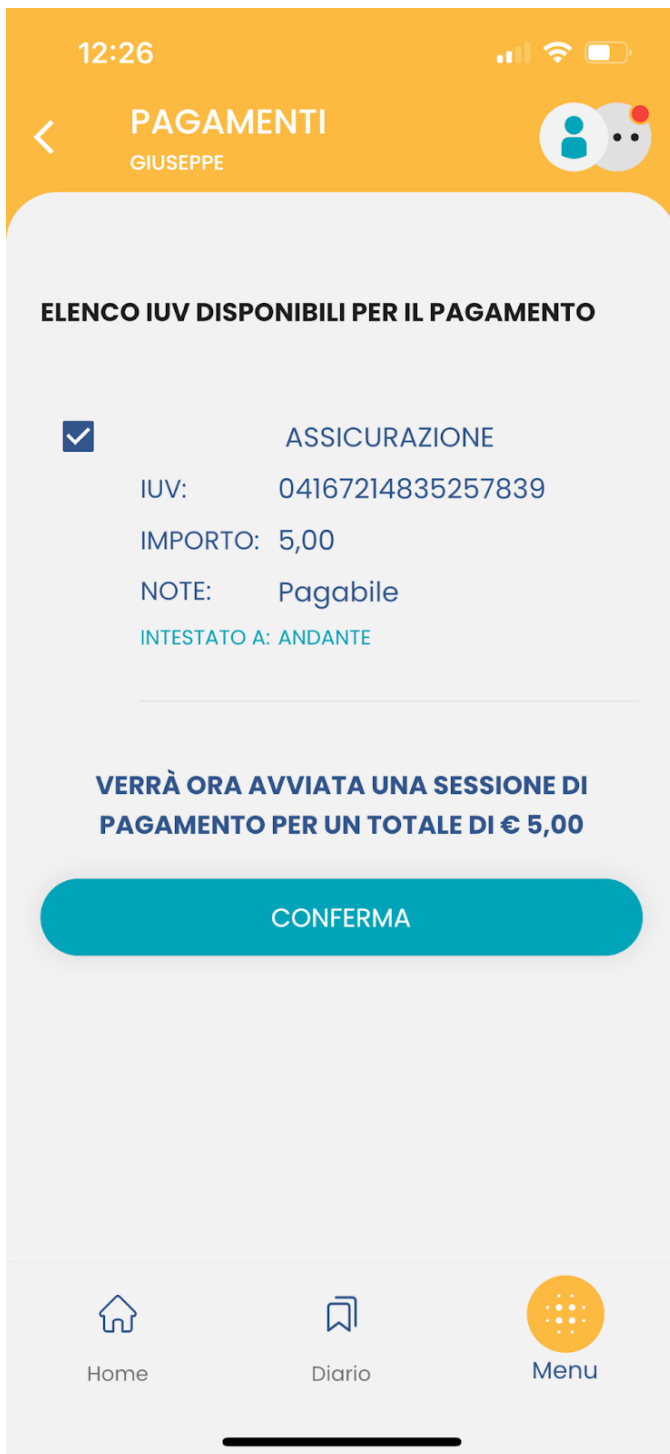 12:26
PAGAMENTI
GIUSEPPE
ELENCO IUV DISPONIBILI PER IL PAGAMENTO
ASSICURAZIONE
IUV: 04167214835257839
IMPORTO: 5,00
NOTE: Pagabile
INTESTATO A: ANDANTE
VERRÀ ORA AVVIATA UNA SESSIONE DI
PAGAMENTO PER UN TOTALE DI € 5,00
CONFERMA
Home Diario Menu